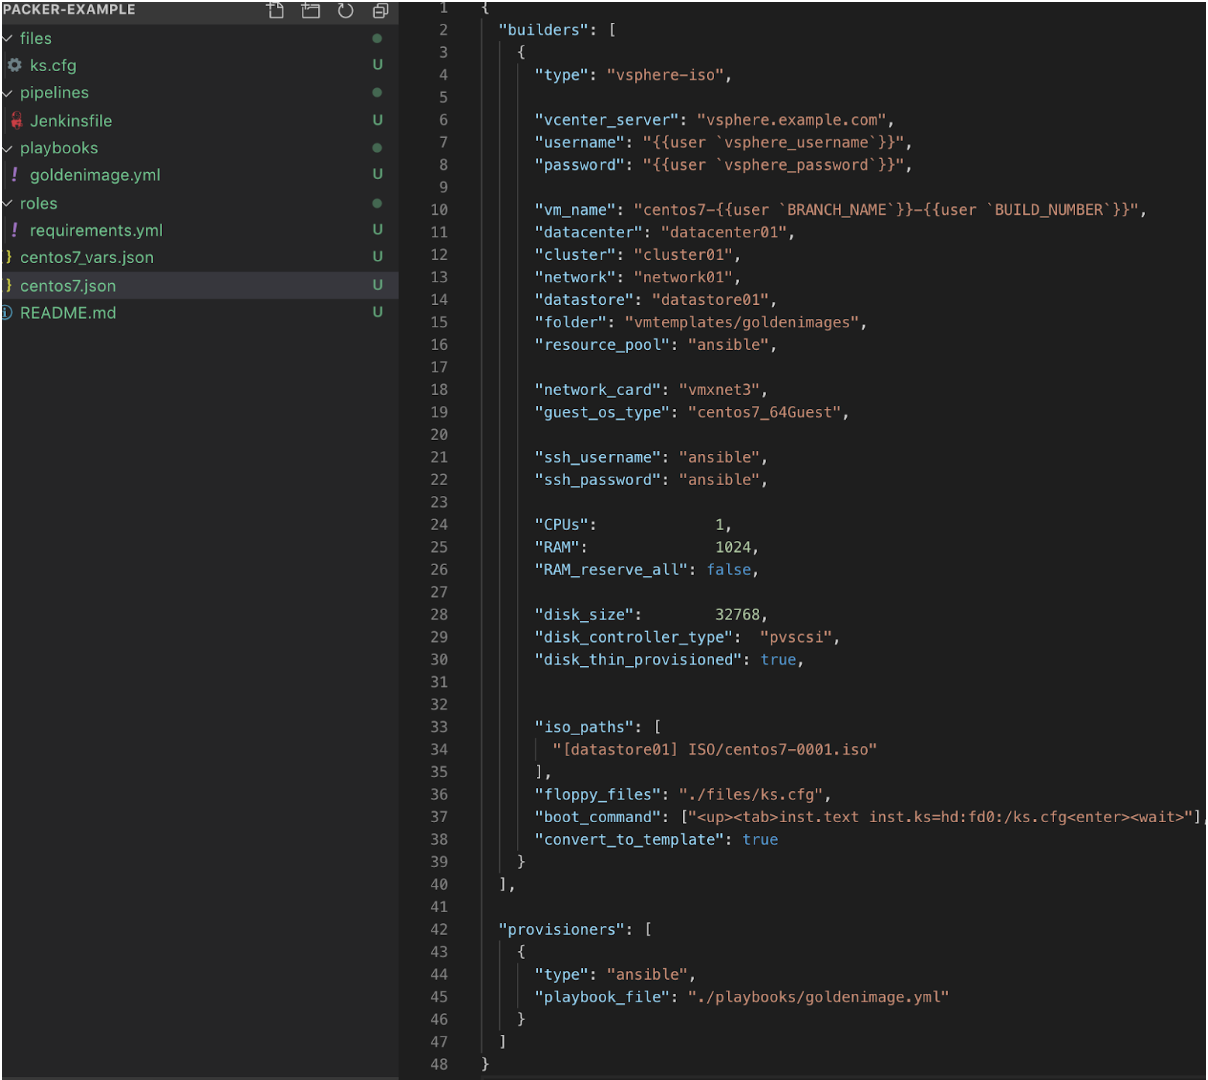 PACKER-EXAMPLE
files
ks.cfg U
pipelines
Jenkinsfile U
playbooks
goldenimage.yml U
roles
requirements.yml U
centos7_vars.json U
centos7.json U
README.md U
1 {
2 "builders": [
3 {
4 "type": "vsphere-iso",
5
6 "vcenter_server": "vsphere.example.com",
7 "username": "{{user `vsphere_username`}}",
8 "password": "{{user `vsphere_password`}}",
9
10 "vm_name": "centos7-{{user `BRANCH_NAME`}}-{{user `BUILD_NUMBER`}}",
11 "datacenter": "datacenter01",
12 "cluster": "cluster01",
13 "network": "network01",
14 "datastore": "datastore01",
15 "folder": "vmtemplates/goldenimages",
16 "resource_pool": "ansible",
17
18 "network_card": "vmxnet3",
19 "guest_os_type": "centos7_64Guest",
20
21 "ssh_username": "ansible",
22 "ssh_password": "ansible",
23
24 "CPUs": 1,
25 "RAM": 1024,
26 "RAM_reserve_all": false,
27
28 "disk_size": 32768,
29 "disk_controller_type": "pvscsi",
30 "disk_thin_provisioned": true,
31
32
33 "iso_paths": [
34 "[datastore01] ISO/centos7-0001.iso"
35 ],
36 "floppy_files": "./files/ks.cfg",
37 "boot_command": ["<up><tab>inst.text inst.ks=hd:fd0:/ks.cfg<enter><wait>"],
38 "convert_to_template": true
39 }
40 ],
41
42 "provisioners": [
43 {
44 "type": "ansible",
45 "playbook_file": "./playbooks/goldenimage.yml"
46 }
47 ]
48 }